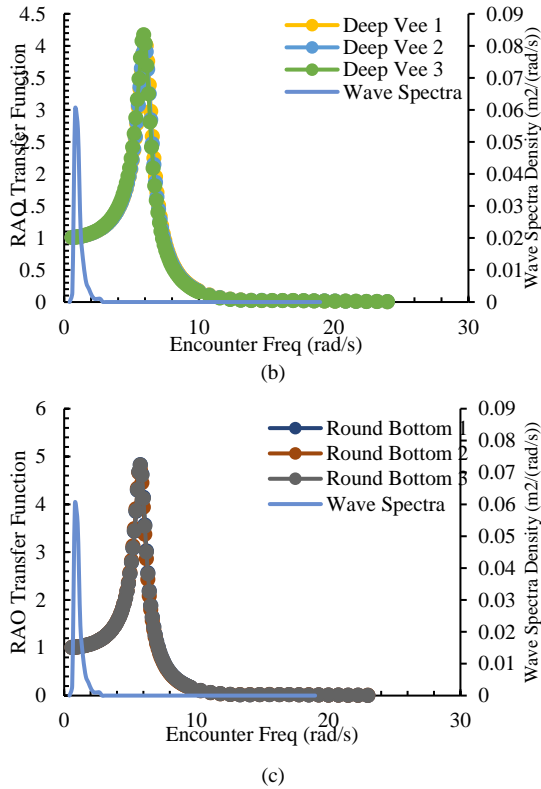 4.5
4
3.5
3
2.5
2
1.5
1
0.5
0
RAO Transfer Function
Deep Vee 1
Deep Vee 2
Deep Vee 3
Wave Spectra
0.09
0.08
0.07
0.06
0.05
0.04
0.03
0.02
0.01
0
Wave Spectra Density (m2/(rad/s))
0 10 20 30
Encounter Freq (rad/s)
(b)
6
5
4
3
2
1
0
RAO Transfer Function
Round Bottom 1
Round Bottom 2
Round Bottom 3
Wave Spectra
0.09
0.08
0.07
0.06
0.05
0.04
0.03
0.02
0.01
0
Wave Spectra Density (m2/(rad/s))
0 10 20 30
Encounter Freq (rad/s)
(c)